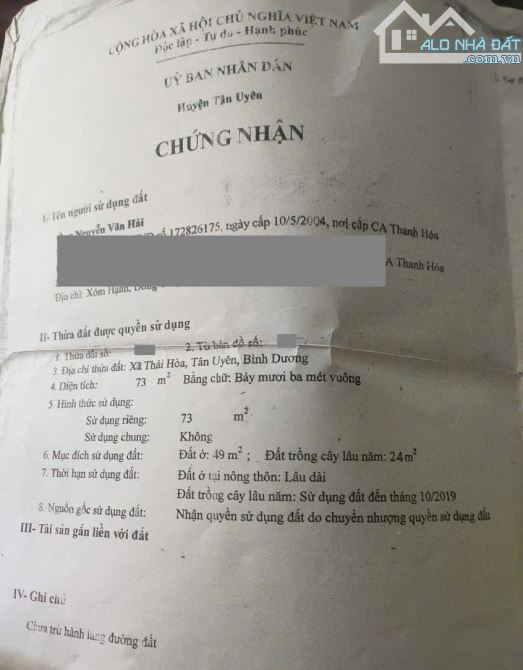 ALO NHÀ ĐẤT
.com.vn
CỘNG HÒA XÃ HỘI CHỦ NGHĨA VIỆT NAM
Độc lập - Tự do - Hạnh phúc
UỶ BAN NHÂN DÂN
Huyện Tân Uyên
CHỨNG NHẬN
I- Tên người sử dụng đất
Nguyễn Văn Hải
số 172826175, ngày cấp 10/5/2004, nơi cấp CA Thanh Hóa
A Thanh Hóa
Địa chỉ: Xóm Hạnh,
II- Thửa đất được quyền sử dụng
1. Thửa đất số: 2. Tờ bản đồ số:
3. Địa chỉ thửa đất: Xã Thái Hòa, Tân Uyên, Bình Dương
4. Diện tích: 73 m² Bằng chữ: Bảy mươi ba mét vuông
5. Hình thức sử dụng:
Sử dụng riêng: 73 m²
Sử dụng chung: Không
6. Mục đích sử dụng đất: Đất ở: 49 m² ; Đất trồng cây lâu năm: 24m²
7. Thời hạn sử dụng đất: Đất ở tại nông thôn: Lâu dài
Đất trồng cây lâu năm: Sử dụng đất đến tháng 10/2019
8. Nguồn gốc sử dụng đất: Nhận quyền sử dụng đất do chuyển nhượng quyền sử dụng đất
III- Tài sản gắn liền với đất
IV- Ghi chú
Chưa trừ hành lang đường đất